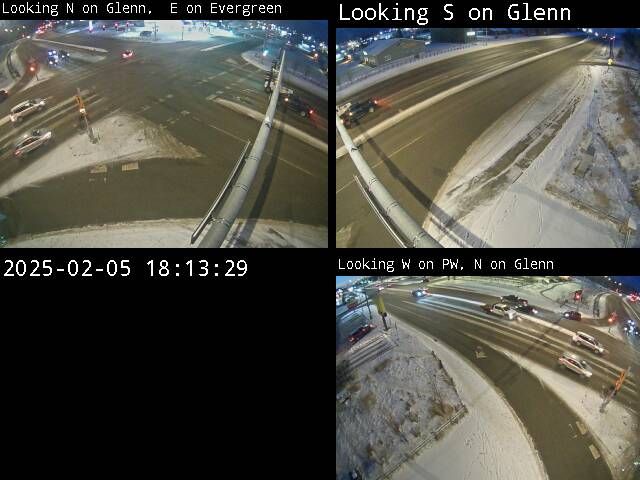 Looking N on Glenn,  E on Evergreen
Looking S on Glenn
2025-02-05 18:13:29
Looking W on PW, N on Glenn